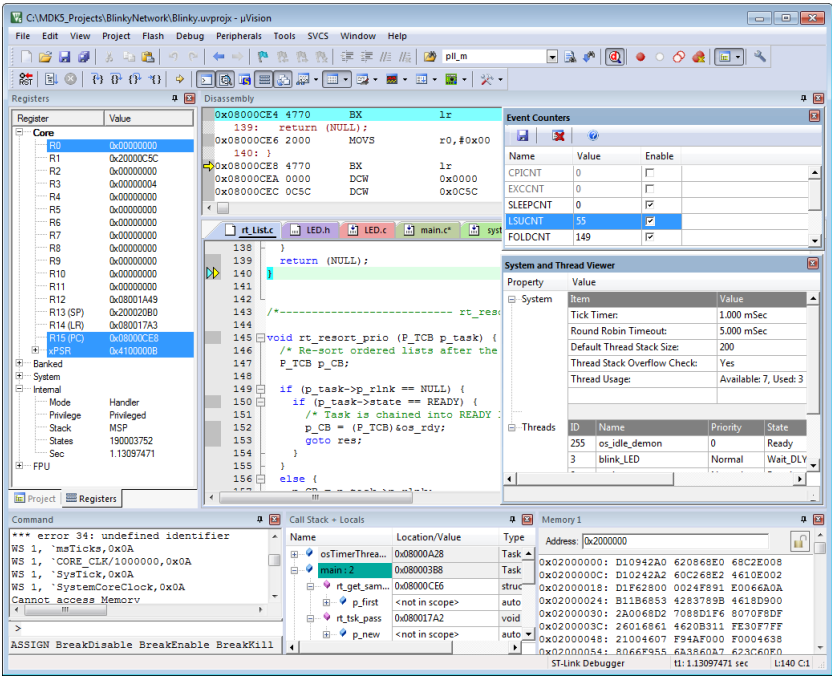 C:\MDK5_Projects\BlinkyNetwork\Blinky.uvprojx - µVision
File Edit View Project Flash Debug Peripherals Tools SVCS Window Help
pll_m
RST
Registers
Register Value
Core
R0 0x00000000
R1 0x20000C5C
R2 0x00000000
R3 0x00000004
R4 0x00000000
R5 0x00000000
R6 0x00000000
R7 0x00000000
R8 0x00000000
R9 0x00000000
R10 0x00000000
R11 0x00000000
R12 0x08001A49
R13 (SP) 0x200020B0
R14 (LR) 0x080017A3
R15 (PC) 0x08000CE8
xPSR 0x4100000B
Banked
System
Internal
Mode Handler
Privilege Privileged
Stack MSP
States 190003752
Sec 1.13097471
FPU
Project Registers
Disassembly
0x08000CE4 4770 BX lr
139: return (NULL);
0x08000CE6 2000 MOVS r0,#0x00
140: }
0x08000CE8 4770 BX lr
0x08000CEA 0000 DCW 0x0000
0x08000CEC 0C5C DCW 0x0C5C
rt_List.c LED.h LED.c main.c* syst
138 }
139 return (NULL);
140 }
141
142
143 /*--------------------------- rt_reso
144
145 void rt_resort_prio (P_TCB p_task) {
146 /* Re-sort ordered lists after the
147 P_TCB p_CB;
148
149 if (p_task->p_rlnk == NULL) {
150 if (p_task->state == READY) {
151 /* Task is chained into READY
152 p_CB = (P_TCB)&os_rdy;
153 goto res;
154 }
155 }
156 else {
Event Counters
Name Value Enable
CPICNT 0
EXCCNT 0
SLEEPCNT 0
LSUCNT 55
FOLDCNT 149
System and Thread Viewer
Property Value
System Item Value
Tick Timer: 1.000 mSec
Round Robin Timeout: 5.000 mSec
Default Thread Stack Size: 200
Thread Stack Overflow Check: Yes
Thread Usage: Available: 7, Used: 3
Threads ID Name Priority State
255 os_idle_demon 0 Ready
3 blink_LED Normal Wait_DLY
Command
*** error 34: undefined identifier
WS 1, `msTicks,0x0A
WS 1, `CORE_CLK/1000000,0x0A
WS 1, `SysTick,0x0A
WS 1, `SystemCoreClock,0x0A
Cannot access Memory
>
ASSIGN BreakDisable BreakEnable BreakKill
Call Stack + Locals
Name Location/Value Type
osTimerThrea... 0x08000A28 Task
main : 2 0x080003B8 Task
rt_get_sam... 0x08000CE6 struc
p_first <not in scope> auto
rt_tsk_pass 0x080017A2 void
p_new <not in scope> auto
Memory 1
Address: 0x2000000
0x02000000: D10942A0 620868E0 68C2E008
0x0200000C: D10242A2 60C268E2 4610E002
0x02000018: D1F62800 0024F891 E0066A0A
0x02000024: B11B6853 4283789B 4618D900
0x02000030: 2A0068D2 7088D1F6 8070F8DF
0x0200003C: 26016861 4620B311 FE30F7FF
0x02000048: 21004607 F94AF000 F0004638
0x02000054: 8066F955 6A3860A7 623C60F0
ST-Link Debugger t1: 1.13097471 sec L:140 C:1